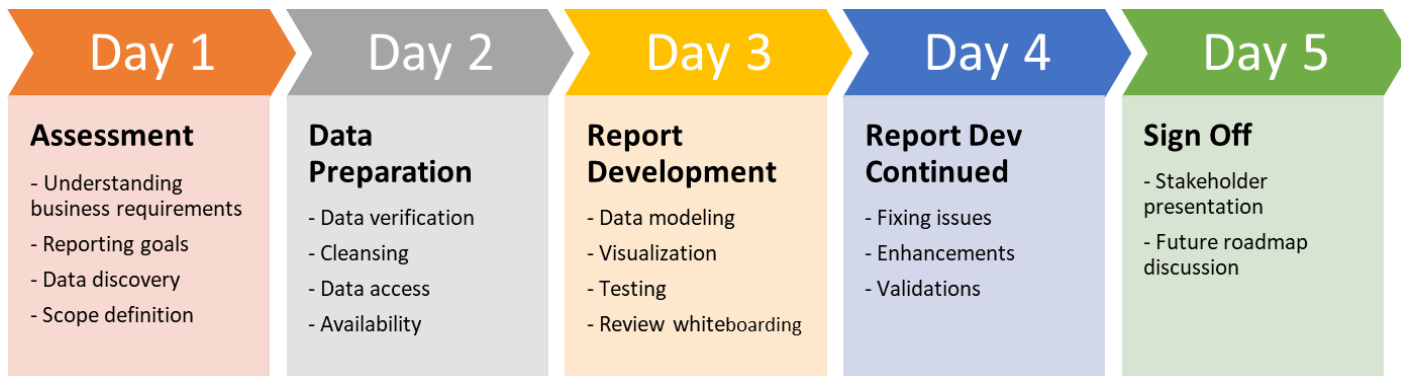 Day 1
Assessment
- Understanding
business requirements
- Reporting goals
- Data discovery
- Scope definition
Day 2
Data
Preparation
- Data verification
- Cleansing
- Data access
- Availability
Day 3
Report
Development
- Data modeling
- Visualization
- Testing
- Review whiteboarding
Day 4
Report Dev
Continued
- Fixing issues
- Enhancements
- Validations
Day 5
Sign Off
- Stakeholder
presentation
- Future roadmap
discussion